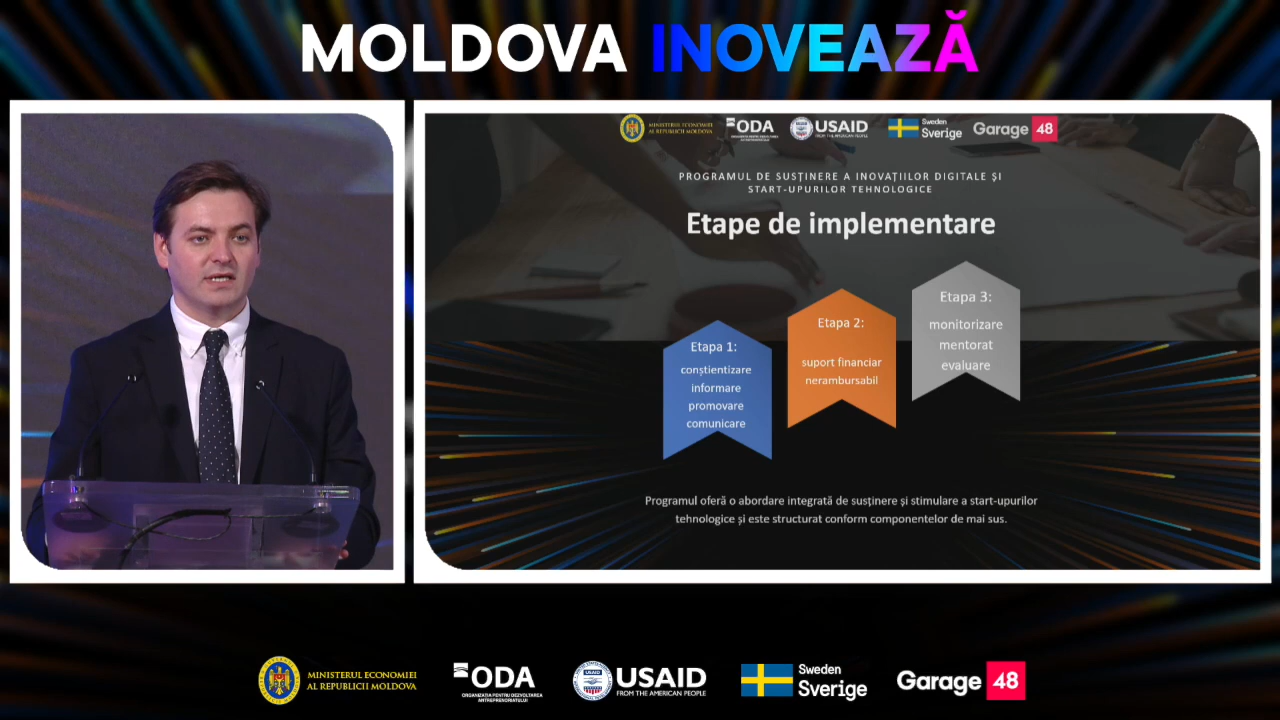 MOLDOVA INOVEAZĂ
MINISTERUL ECONOMIEI
AL REPUBLICII MOLDOVA
ODA
USAID
FROM THE AMERICAN PEOPLE
Sweden
Sverige
Garage 48
PROGRAMUL DE SUSȚINERE A INOVAȚIILOR DIGITALE ȘI
START-UPURILOR TEHNOLOGICE
Etape de implementare
Etapa 1:
conștientizare
informare
promovare
comunicare
Etapa 2:
suport financiar
nerambursabil
Etapa 3:
monitorizare
mentorat
evaluare
Programul oferă o abordare integrată de susținere și stimulare a start-upurilor
tehnologice și este structurat conform componentelor de mai sus.
MINISTERUL ECONOMIEI
AL REPUBLICII MOLDOVA
ODA
ORGANIZAȚIA PENTRU DEZVOLTAREA
ANTREPRENORIATULUI
USAID
FROM THE AMERICAN PEOPLE
Sweden
Sverige
Garage 48